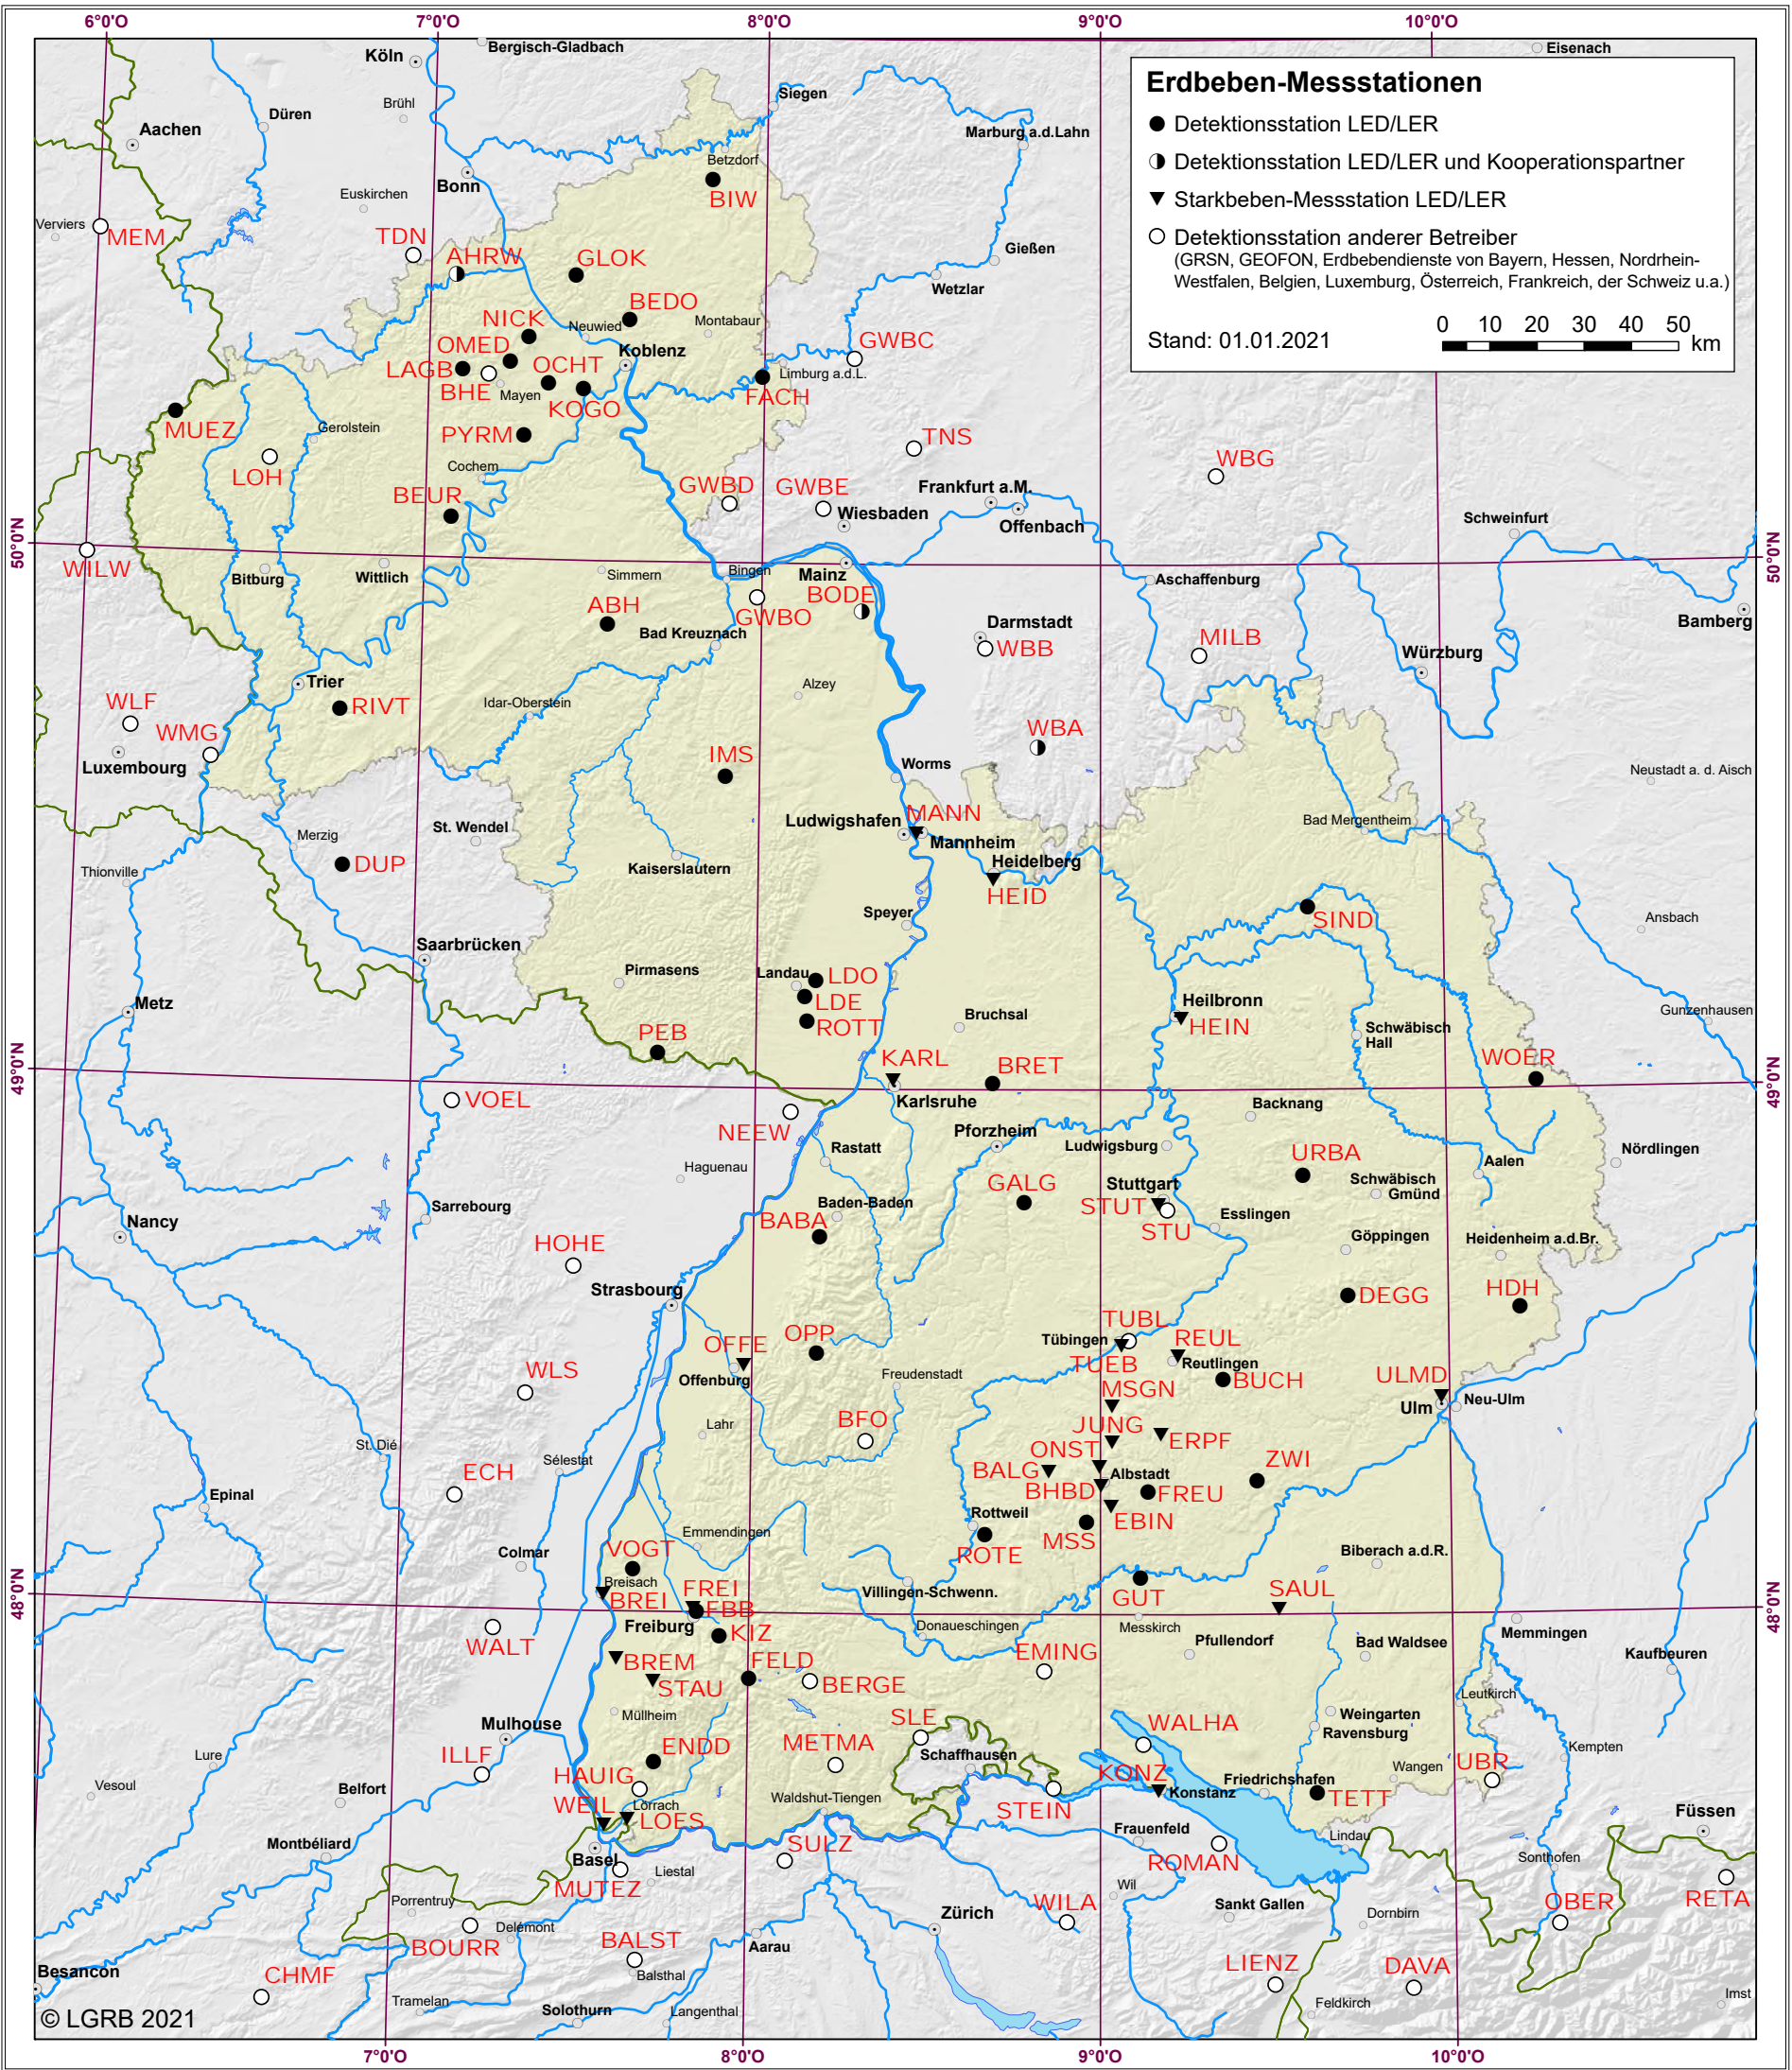 6°0'O 7°0'O 8°0'O 9°0'O 10°0'O
Erdbeben-Messstationen
Detektionsstation LED/LER
Detektionsstation LED/LER und Kooperationspartner
Starkbeben-Messstation LED/LER
Detektionsstation anderer Betreiber
(GRSN, GEOFON, Erdbebendienste von Bayern, Hessen, Nordrhein-
Westfalen, Belgien, Luxemburg, Österreich, Frankreich, der Schweiz u.a.)
Stand: 01.01.2021
0 10 20 30 40 50 km
Köln
Bergisch-Gladbach
Eisenach
Brühl
Düren
Aachen
Siegen
Marburg a.d.Lahn
Betzdorf
BIW
Bonn
Euskirchen
Verviers
MEM
TDN
AHRW
GLOK
Gießen
Wetzlar
BEDO
NICK
Neuwied
Montabaur
OMED
Koblenz
GWBC
LAGB
OCHT
BHE
Mayen
KOGO
Limburg a.d.L.
FACH
MUEZ
Gerolstein
PYRM
TNS
LOH
Cochem
WBG
BEUR
GWBD
GWBE
Frankfurt a.M.
Wiesbaden
Offenbach
Schweinfurt
50°0'N
50°0'N
WILW
Bitburg
Wittlich
Simmern
Bingen
Mainz
BODE
Aschaffenburg
ABH
GWBO
Bad Kreuznach
Darmstadt
WBB
MILB
Bamberg
Würzburg
Trier
RIVT
Idar-Oberstein
Alzey
WLF
WMG
Luxembourg
IMS
WBA
Worms
Neustadt a. d. Aisch
MANN
Ludwigshafen
Mannheim
Bad Mergentheim
Merzig
St. Wendel
Heidelberg
HEID
DUP
Thionville
Kaiserslautern
Speyer
SIND
Ansbach
Saarbrücken
Pirmasens
Landau
LDO
LDE
ROTT
Metz
Heilbronn
HEIN
Bruchsal
Schwäbisch
Hall
Gunzenhausen
PEB
KARL
BRET
WOER
49°0'N
49°0'N
VOEL
NEEW
Karlsruhe
Backnang
Pforzheim
Ludwigsburg
Rastatt
Haguenau
URBA
Aalen
Nördlingen
GALG
Stuttgart
STUT
STU
Schwäbisch
Gmünd
Sarrebourg
Baden-Baden
BABA
Esslingen
Nancy
Göppingen
Heidenheim a.d.Br.
HOHE
Strasbourg
DEGG
HDH
TUBL
Tübingen
TUEB
REUL
Reutlingen
OFFE
OPP
BUCH
WLS
Offenburg
Freudenstadt
MSGN
ULMD
Ulm
Neu-Ulm
Lahr
BFO
JUNG
ERPF
St. Dié
Sélestat
ONST
BALG
Albstadt
ZWI
ECH
BHBD
FREU
Epinal
Rottweil
EBIN
Emmendingen
MSS
Colmar
VOGT
ROTE
Biberach a.d.R.
48°0'N
48°0'N
Breisach
BREI
FREI
FBB
Villingen-Schwenn.
GUT
SAUL
WALT
Freiburg
KIZ
Donaueschingen
Messkirch
Memmingen
Pfullendorf
Bad Waldsee
Kaufbeuren
BREM
FELD
EMING
STAU
BERGE
Leutkirch
Müllheim
Mulhouse
SLE
WALHA
Weingarten
Ravensburg
Lure
ILLF
ENDD
METMA
Schaffhausen
Kempten
HAUIG
Wangen
UBR
Vesoul
Belfort
WEIL
Lörrach
LOES
Waldshut-Tiengen
KONZ
Konstanz
Friedrichshafen
TETT
STEIN
Füssen
Montbéliard
Basel
SULZ
Frauenfeld
Lindau
ROMAN
MUTEZ
Liestal
Sonthofen
Porrentruy
Wil
WILA
OBER
RETA
BOURR
Delémont
Zürich
Sankt Gallen
Dornbirn
BALST
Aarau
Besancon
CHMF
Balsthal
LIENZ
DAVA
Tramelan
Solothurn
Langenthal
Feldkirch
Imst
© LGRB 2021
7°0'O 8°0'O 9°0'O 10°0'O